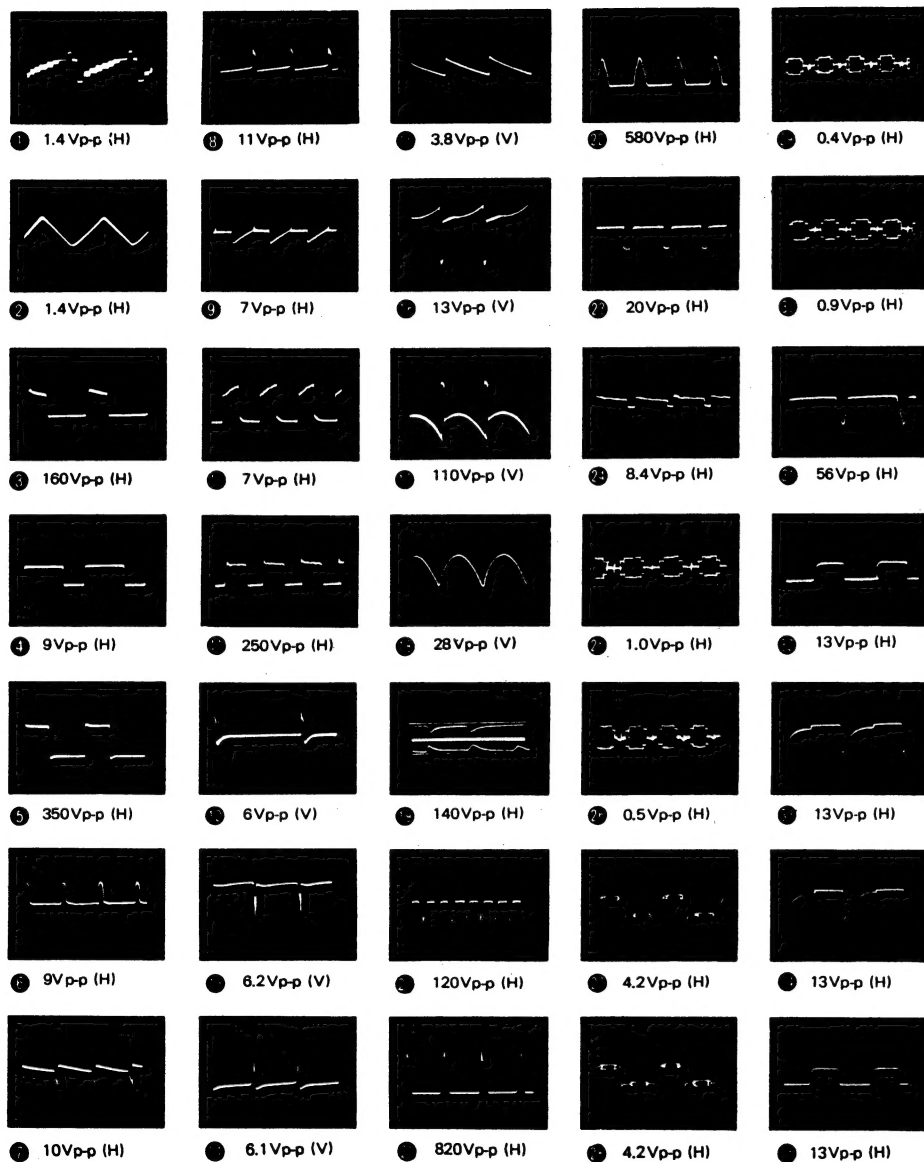 1 1.4Vp-p (H)
2 1.4Vp-p (H)
3 160Vp-p (H)
4 9Vp-p (H)
5 350Vp-p (H)
6 9Vp-p (H)
7 10Vp-p (H)
8 11Vp-p (H)
9 7Vp-p (H)
7Vp-p (H)
250Vp-p (H)
6Vp-p (V)
6.2Vp-p (V)
6.1Vp-p (V)
3.8Vp-p (V)
13Vp-p (V)
110Vp-p (V)
28Vp-p (V)
140Vp-p (H)
120Vp-p (H)
820Vp-p (H)
580Vp-p (H)
23 20Vp-p (H)
24 8.4Vp-p (H)
1.0Vp-p (H)
0.5Vp-p (H)
4.2Vp-p (H)
4.2Vp-p (H)
0.4Vp-p (H)
0.9Vp-p (H)
56Vp-p (H)
13Vp-p (H)
13Vp-p (H)
13Vp-p (H)
13Vp-p (H)